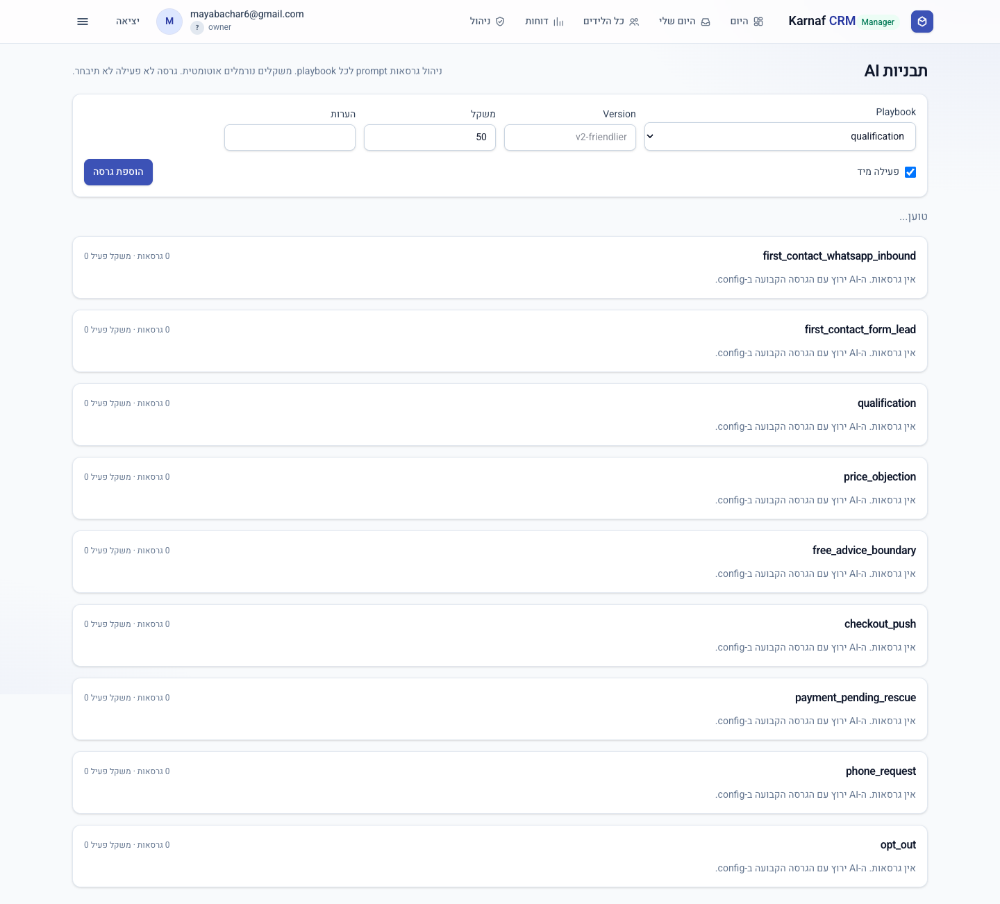 Karnaf CRM Manager
היום
היום שלי
כל הלידים
דוחות
ניהול
mayabachar6@gmail.com
? owner
M
יציאה
תבניות AI
ניהול גרסאות prompt לכל playbook. משקלים נורמלים אוטומטית. גרסה לא פעילה לא תיבחר.
Playbook
Version
משקל
הערות
qualification
v2-friendlier
50
פעילה מיד
הוספת גרסה
טוען...
first_contact_whatsapp_inbound
0 גרסאות · משקל פעיל 0
אין גרסאות. ה-AI ירוץ עם הגרסה הקבועה ב-config.
first_contact_form_lead
0 גרסאות · משקל פעיל 0
אין גרסאות. ה-AI ירוץ עם הגרסה הקבועה ב-config.
qualification
0 גרסאות · משקל פעיל 0
אין גרסאות. ה-AI ירוץ עם הגרסה הקבועה ב-config.
price_objection
0 גרסאות · משקל פעיל 0
אין גרסאות. ה-AI ירוץ עם הגרסה הקבועה ב-config.
free_advice_boundary
0 גרסאות · משקל פעיל 0
אין גרסאות. ה-AI ירוץ עם הגרסה הקבועה ב-config.
checkout_push
0 גרסאות · משקל פעיל 0
אין גרסאות. ה-AI ירוץ עם הגרסה הקבועה ב-config.
payment_pending_rescue
0 גרסאות · משקל פעיל 0
אין גרסאות. ה-AI ירוץ עם הגרסה הקבועה ב-config.
phone_request
0 גרסאות · משקל פעיל 0
אין גרסאות. ה-AI ירוץ עם הגרסה הקבועה ב-config.
opt_out
0 גרסאות · משקל פעיל 0
אין גרסאות. ה-AI ירוץ עם הגרסה הקבועה ב-config.